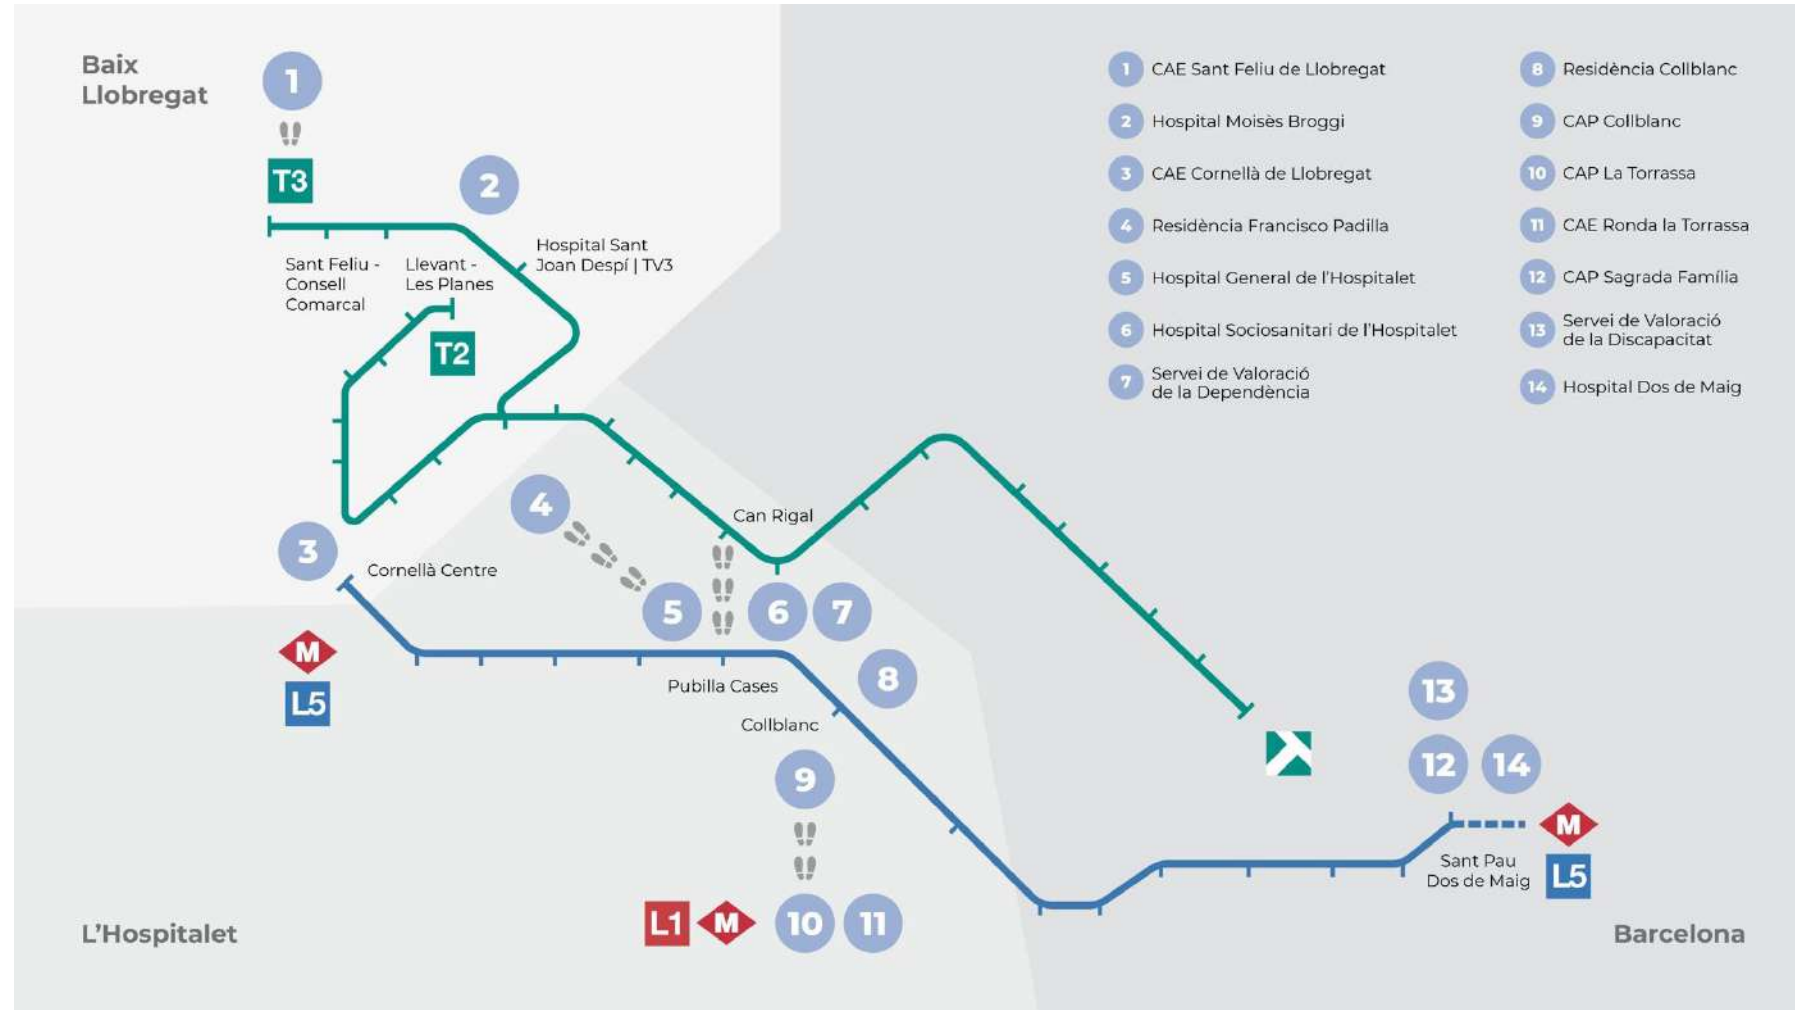 Baix
Llobregat
1
T3
2
Hospital Sant
Joan Despí | TV3
Sant Feliu -
Consell
Comarcal
Llevant -
Les Planes
T2
4
Can Rigal
3
Cornellà Centre
5
6
7
M
L5
8
Pubilla Cases
Collblanc
9
L1
M
10
11
13
12
14
M
L5
Sant Pau
Dos de Maig
L'Hospitalet
Barcelona
1 CAE Sant Feliu de Llobregat
2 Hospital Moisès Broggi
3 CAE Cornellà de Llobregat
4 Residència Francisco Padilla
5 Hospital General de l'Hospitalet
6 Hospital Sociosanitari de l'Hospitalet
7 Servei de Valoració
de la Dependència
8 Residència Collblanc
9 CAP Collblanc
10 CAP La Torrassa
11 CAE Ronda la Torrassa
12 CAP Sagrada Família
13 Servei de Valoració
de la Discapacitat
14 Hospital Dos de Maig